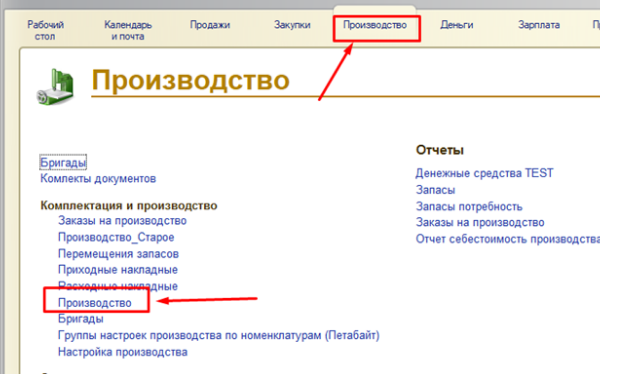 Рабочий стол
Календарь и почта
Продажи
Закупки
Производство
Деньги
Зарплата
Производство
Бригады
Комлекты документов
Комплектация и производство
Заказы на производство
Производство_Старое
Перемещения запасов
Приходные накладные
Расходные накладные
Производство
Бригады
Группы настроек производства по номенклатурам (Петабайт)
Настройка производства
Отчеты
Денежные средства TEST
Запасы
Запасы потребность
Заказы на производство
Отчет себестоимость производства